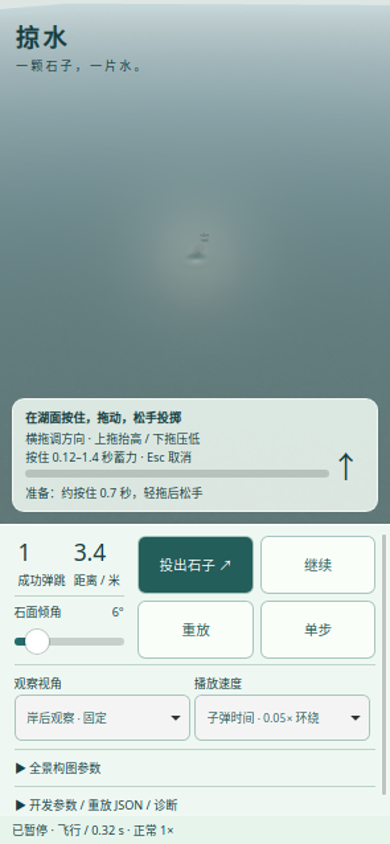 掠水
一颗石子，一片水。
在湖面按住，拖动，松手投掷
横拖调方向 · 上拖抬高 / 下拖压低
按住 0.12–1.4 秒蓄力 · Esc 取消
↑
准备：约按住 0.7 秒，轻拖后松手
1
成功弹跳
3.4
距离 / 米
投出石子 ↗
继续
石面倾角
6°
重放
单步
观察视角
播放速度
岸后观察 · 固定
子弹时间 · 0.05× 环绕
▶ 全景构图参数
▶ 开发参数 / 重放 JSON / 诊断
已暂停 · 飞行 / 0.32 s · 正常 1×